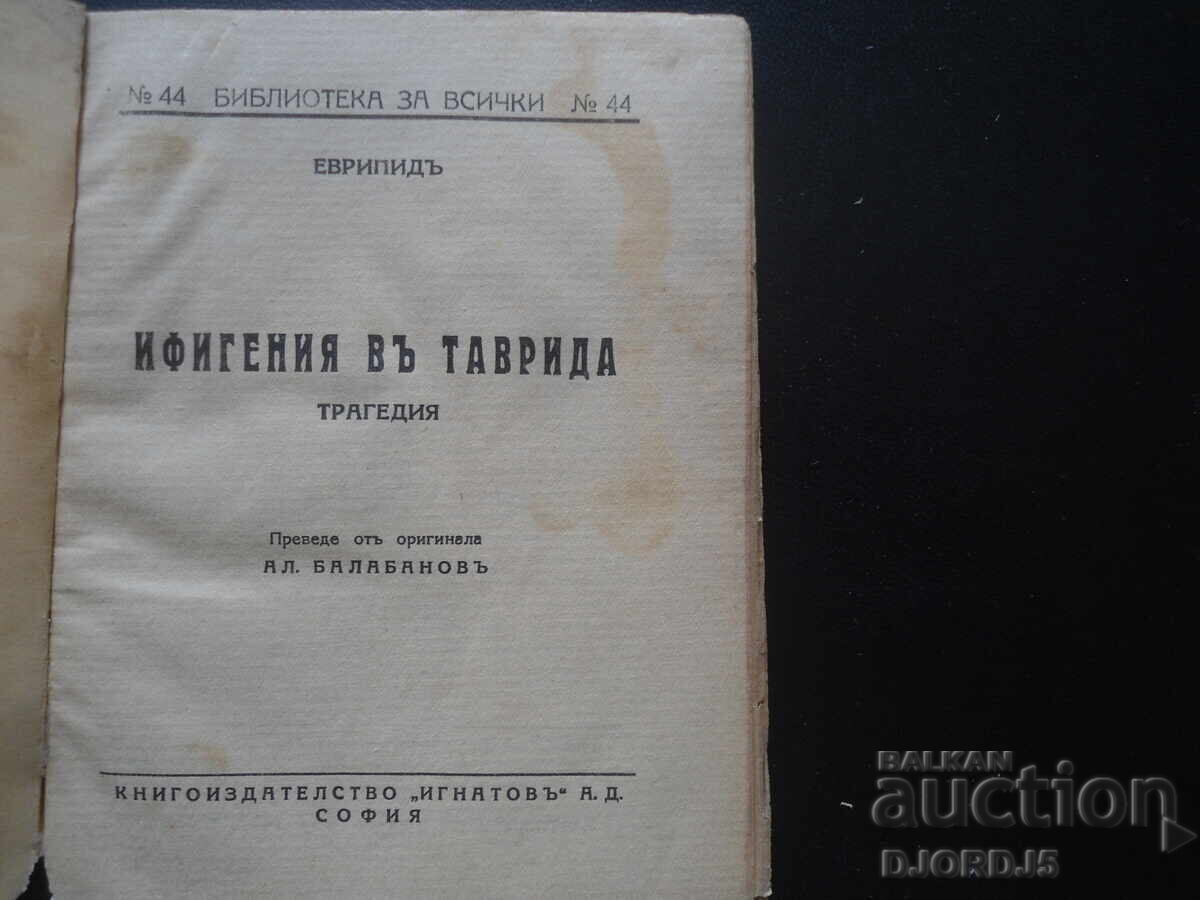 № 44 БИБЛИОТЕКА ЗА ВСИЧКИ № 44
ЕВРИПИДЪ
ИФИГЕНИЯ ВЪ ТАВРИДА
ТРАГЕДИЯ
Преведе отъ оригинала
АЛ. БАЛАБАНОВЪ
КНИГОИЗДАТЕЛСТВО „ИГНАТОВЪ“ А. Д.
СОФИЯ
BALKAN
auction
DJORDJ5